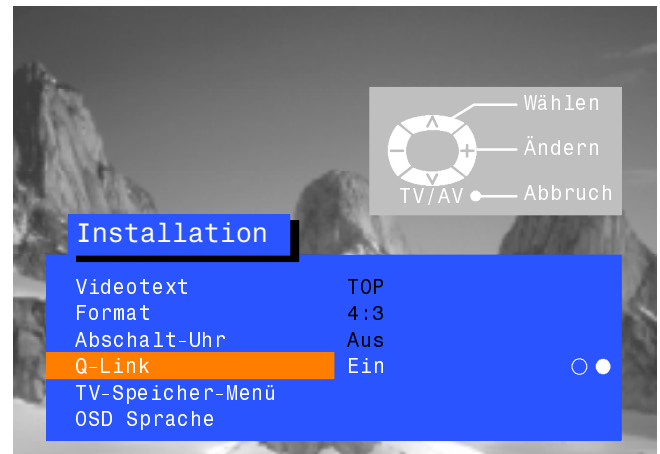 Wählen
Ändern
TV/AV Abbruch
Installation
Videotext TOP
Format 4:3
Abschalt-Uhr Aus
Q-Link Ein
TV-Speicher-Menü
OSD Sprache